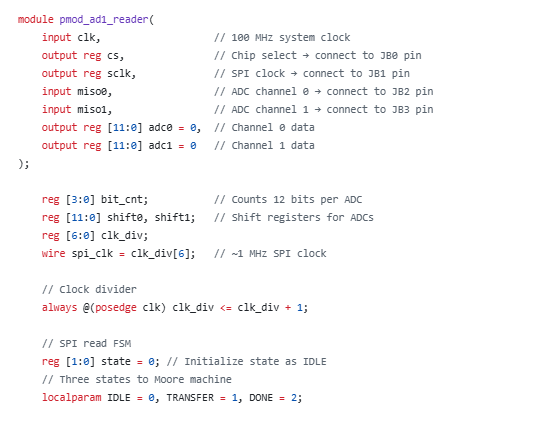 module pmod_ad1_reader(
    input clk,                // 100 MHz system clock
    output reg cs,            // Chip select → connect to JB0 pin
    output reg sclk,          // SPI clock → connect to JB1 pin
    input miso0,              // ADC channel 0 → connect to JB2 pin
    input miso1,              // ADC channel 1 → connect to JB3 pin
    output reg [11:0] adc0 = 0,  // Channel 0 data
    output reg [11:0] adc1 = 0   // Channel 1 data
);
    reg [3:0] bit_cnt;        // Counts 12 bits per ADC
    reg [11:0] shift0, shift1;   // Shift registers for ADCs
    reg [6:0] clk_div;
    wire spi_clk = clk_div[6];   // ~1 MHz SPI clock
    // Clock divider
    always @(posedge clk) clk_div <= clk_div + 1;
    // SPI read FSM
    reg [1:0] state = 0; // Initialize state as IDLE
    // Three states to Moore machine
    localparam IDLE = 0, TRANSFER = 1, DONE = 2;